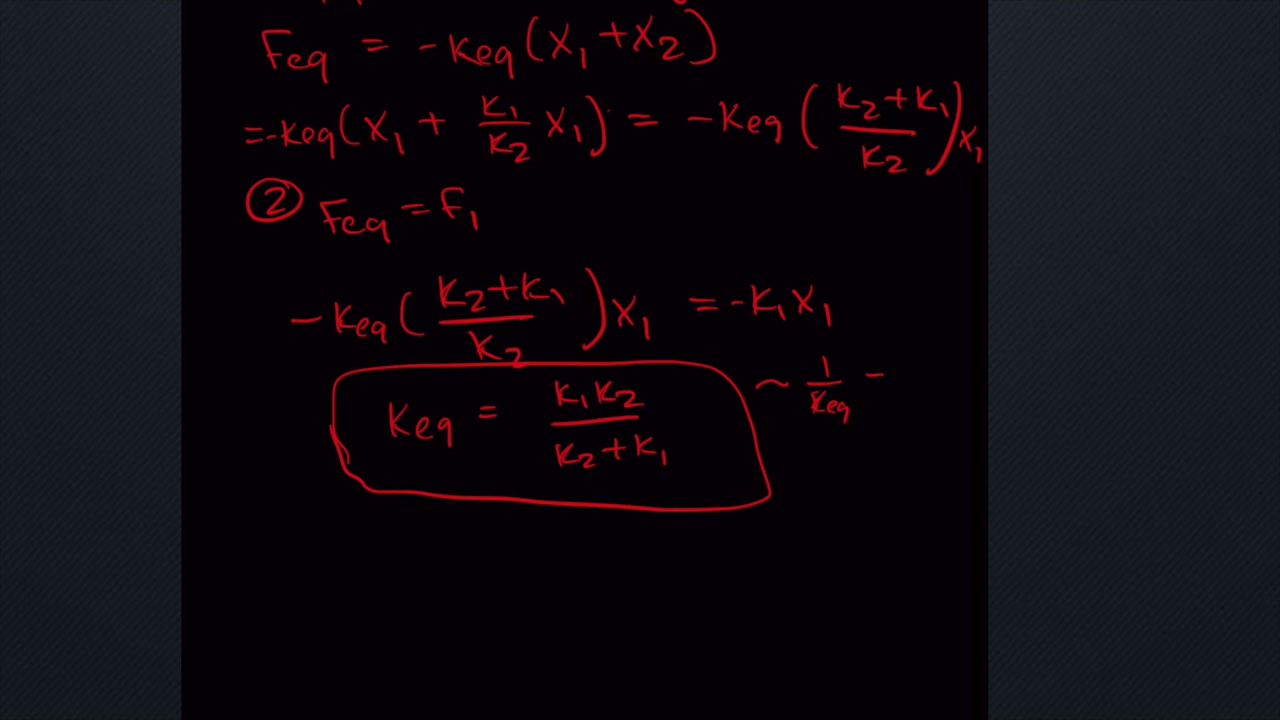 Feq = -Keq(X₁+X₂)
=-Keq(X₁ + K₁/K₂ X₁) = -Keq (K₂+K₁/K₂)X₁
② Feq = F₁
-Keq(K₂+K₁/K₂)X₁ = -K₁X₁
Keq = K₁K₂/K₂+K₁ ~ 1/Keq -